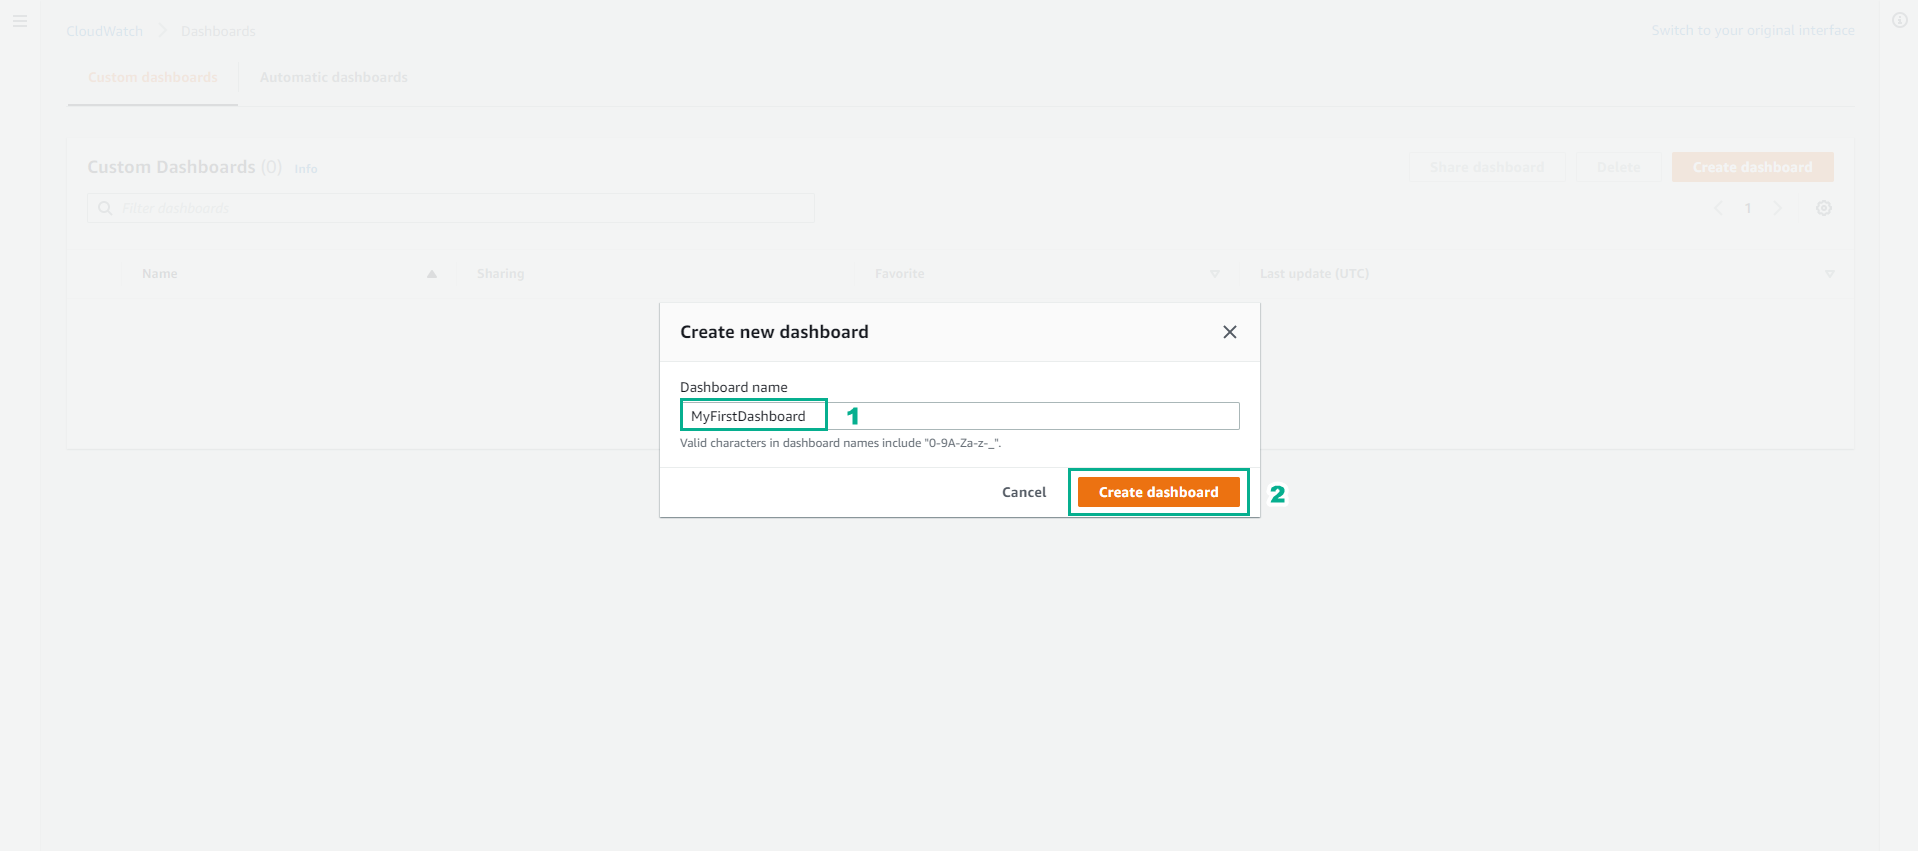 CloudWatch Dashboards Switch to your original interface
Custom dashboards Automatic dashboards
Custom Dashboards (0) Info Share dashboard Delete Create dashboard
Filter dashboards 1
Name Sharing Favorite Last update (UTC)
Create new dashboard
Dashboard name
MyFirstDashboard 1
Valid characters in dashboard names include "0-9A-Za-z-_".
Cancel Create dashboard 2